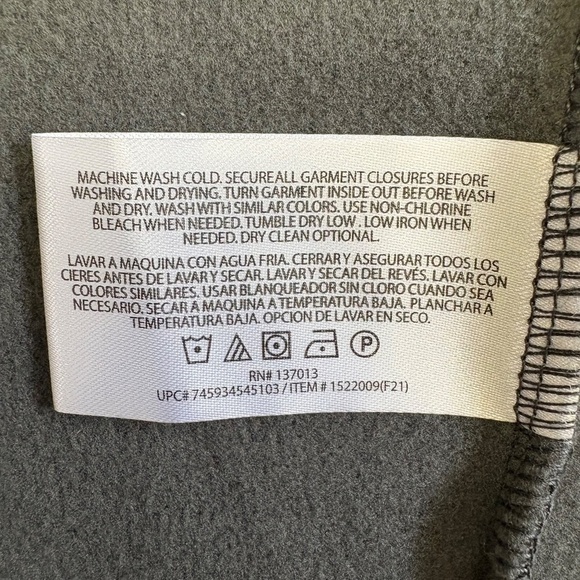 MACHINE WASH COLD. SECURE ALL GARMENT CLOSURES BEFORE
WASHING AND DRYING. TURN GARMENT INSIDE OUT BEFORE WASH
AND DRY. WASH WITH SIMILAR COLORS. USE NON-CHLORINE
BLEACH WHEN NEEDED. TUMBLE DRY LOW . LOW IRON WHEN
NEEDED. DRY CLEAN OPTIONAL.
LAVAR A MAQUINA CON AGUA FRIA. CERRAR Y ASEGURAR TODOS LOS
CIERES ANTES DE LAVAR Y SECAR. LAVAR Y SECAR DEL REVÉS. LAVAR CON
COLORES SIMILARES. USAR BLANQUEADOR SIN CLORO CUANDO SEA
NECESARIO. SECAR A MAQUINA A TEMPERATURA BAJA. PLANCHAR A
TEMPERATURA BAJA. OPCION DE LAVAR EN SECO.
P
RN# 137013
UPC# 745934545103 / ITEM # 1522009(F21)